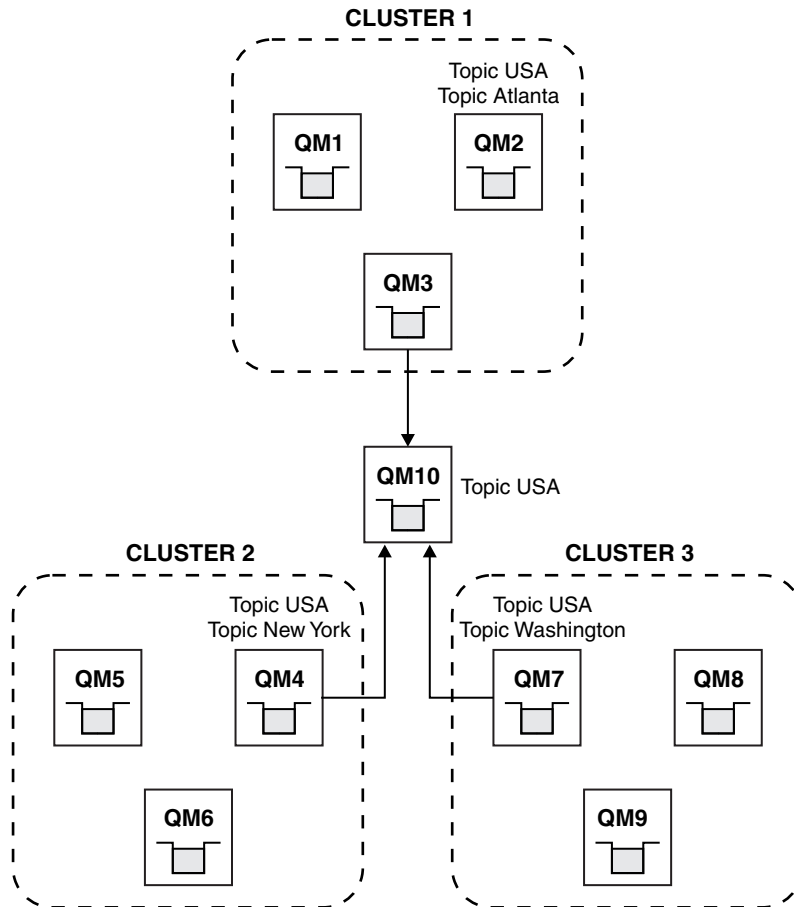 CLUSTER 1
Topic USA
Topic Atlanta
QM1
QM2
QM3
QM10
Topic USA
CLUSTER 2
CLUSTER 3
Topic USA
Topic New York
Topic USA
Topic Washington
QM5
QM4
QM7
QM8
QM6
QM9